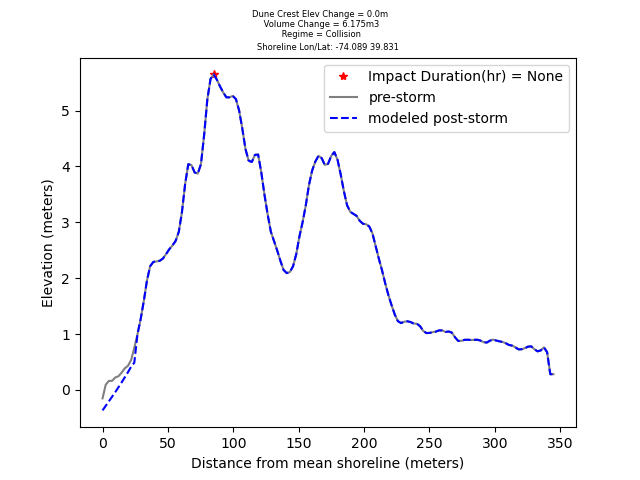 Dune Crest Elev Change = 0.0m
Volume Change = 6.175m3
Regime = Collision
Shoreline Lon/Lat: -74.089 39.831
Impact Duration(hr) = None
pre-storm
modeled post-storm
Elevation (meters)
5
4
3
2
1
0
0 50 100 150 200 250 300 350
Distance from mean shoreline (meters)